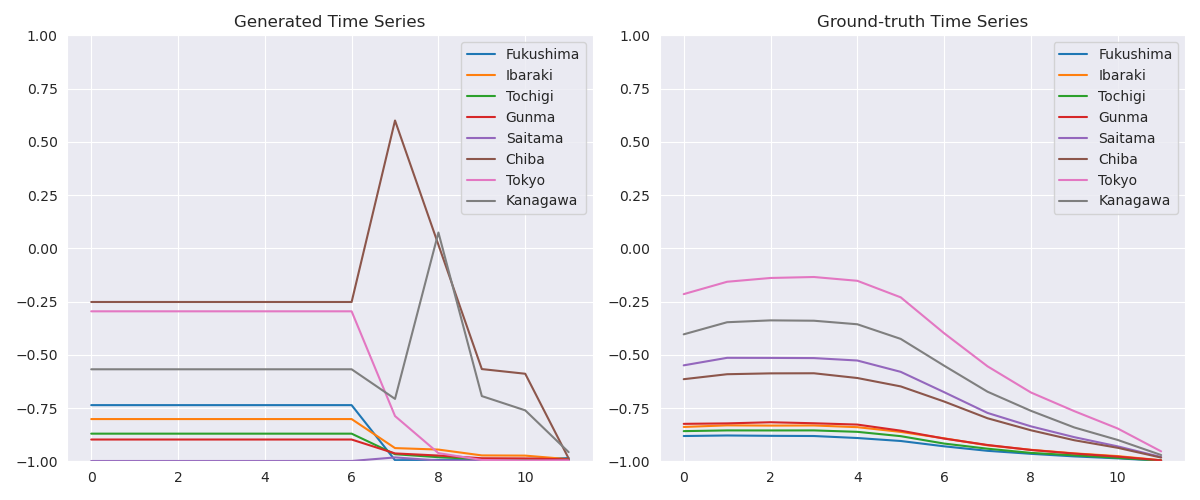 Generated Time Series
1.00
0.75
0.50
0.25
0.00
−0.25
−0.50
−0.75
−1.00
0 2 4 6 8 10
Fukushima
Ibaraki
Tochigi
Gunma
Saitama
Chiba
Tokyo
Kanagawa
Ground-truth Time Series
1.00
0.75
0.50
0.25
0.00
−0.25
−0.50
−0.75
−1.00
0 2 4 6 8 10
Fukushima
Ibaraki
Tochigi
Gunma
Saitama
Chiba
Tokyo
Kanagawa